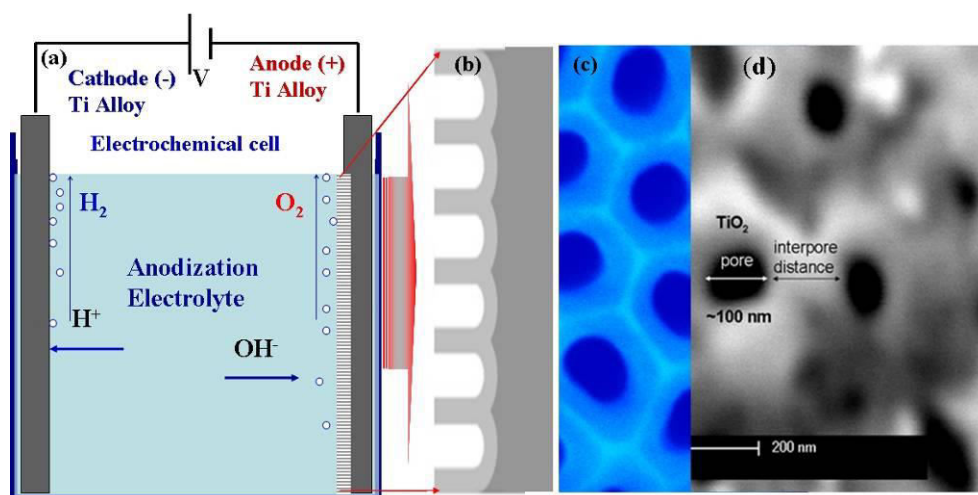 (a)
V
Cathode (-)
Ti Alloy
Anode (+)
Ti Alloy
Electrochemical cell
H2
O2
Anodization
Electrolyte
H+
OH-
(b)
(c)
(d)
TiO2
pore
interpore
distance
~100 nm
200 nm